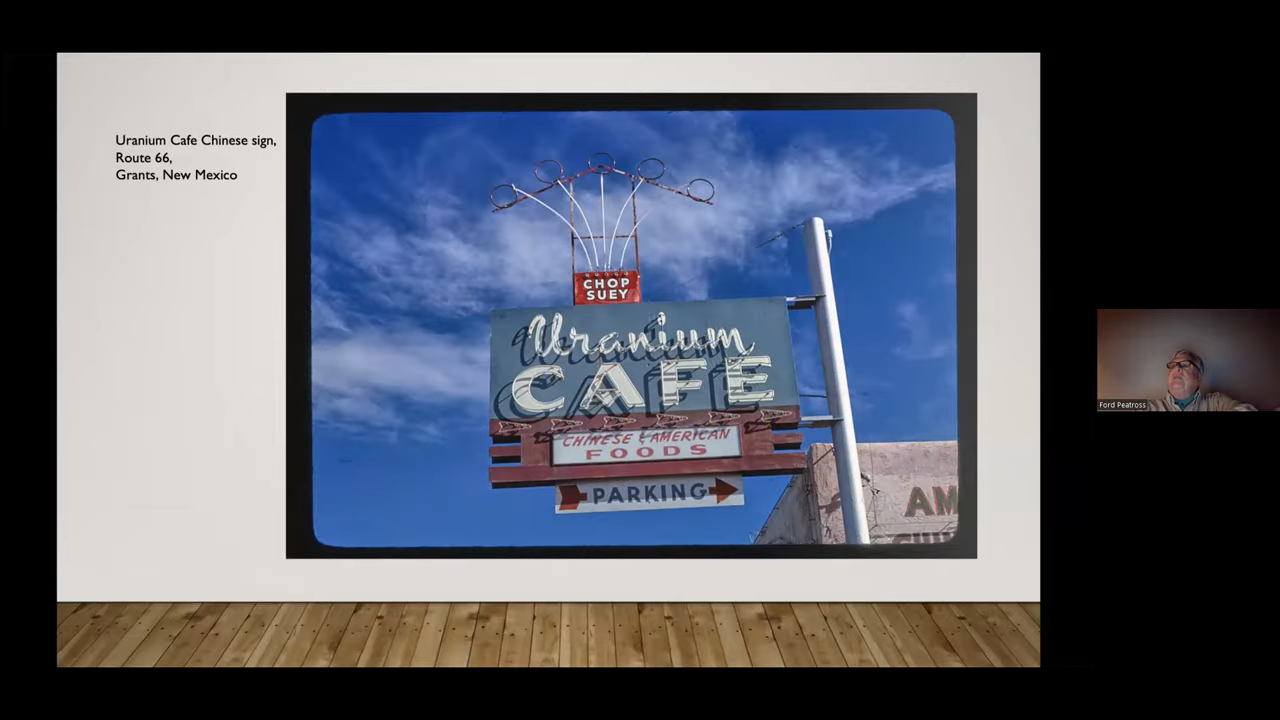 Uranium Cafe Chinese sign,
Route 66,
Grants, New Mexico
CHOP
SUEY
Uranium
CAFE
CHINESE & AMERICAN
FOODS
PARKING
AM
Ford Peatross